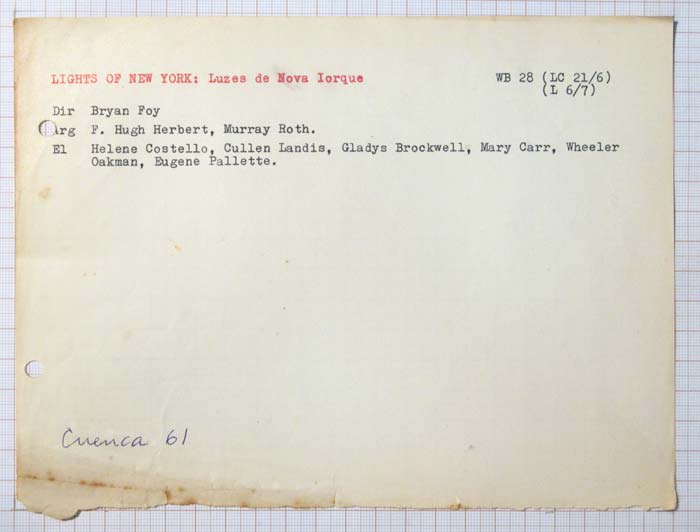 LIGHTS OF NEW YORK: Luzes de Nova Iorque WB 28 (LC 21/6)
(L 6/7)
Dir Bryan Foy
Arg F. Hugh Herbert, Murray Roth.
El Helene Costello, Cullen Landis, Gladys Brockwell, Mary Carr, Wheeler
Oakman, Eugene Pallette.
Cuenca 61